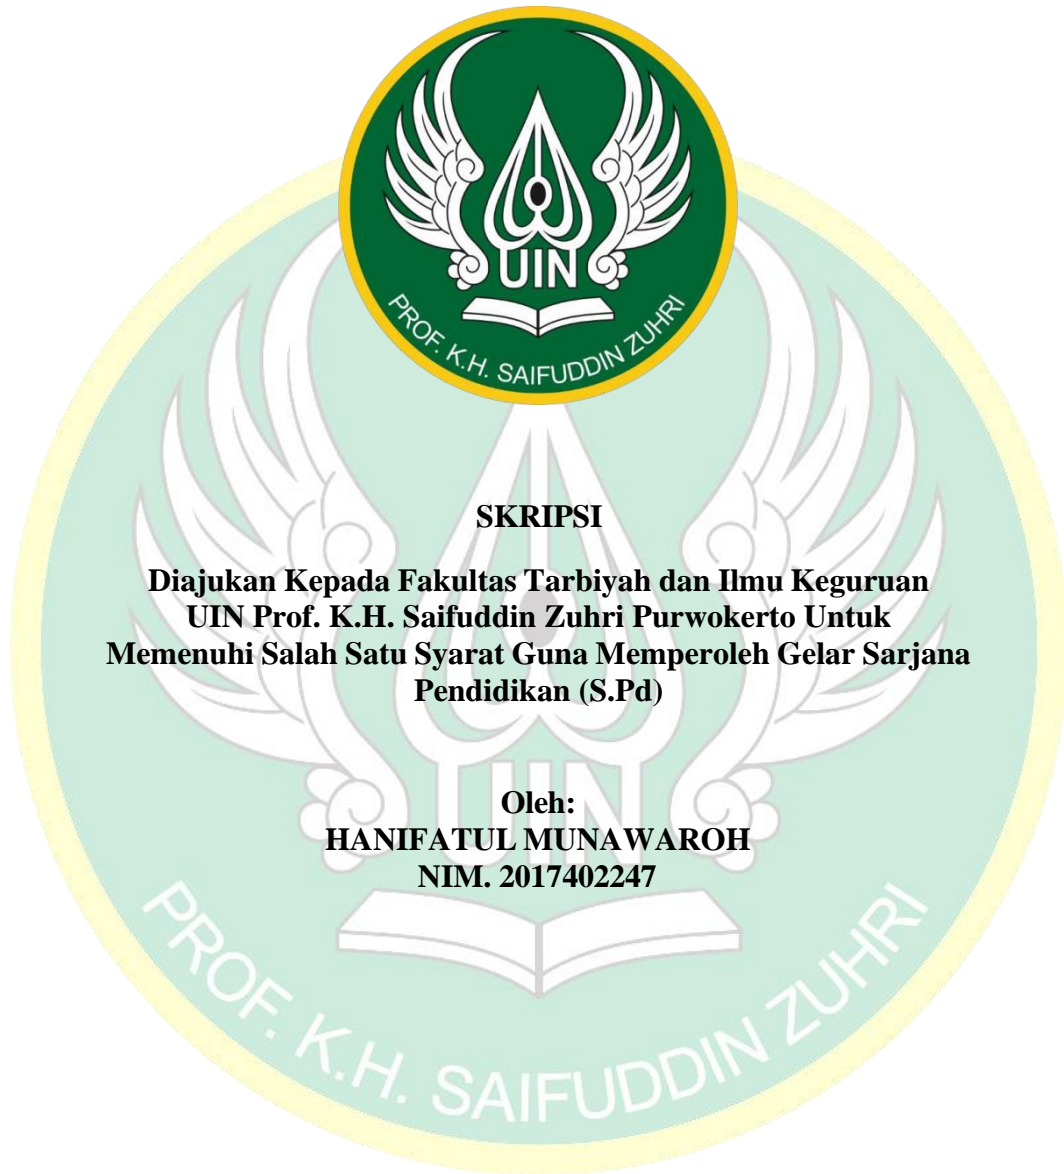 UIN
PROF. K.H. SAIFUDDIN ZUHRI
SKRIPSI
Diajukan Kepada Fakultas Tarbiyah dan Ilmu Keguruan
UIN Prof. K.H. Saifuddin Zuhri Purwokerto Untuk
Memenuhi Salah Satu Syarat Guna Memperoleh Gelar Sarjana
Pendidikan (S.Pd)
Oleh:
HANIFATUL MUNAWAROH
NIM. 2017402247
UIN
PROF. K.H. SAIFUDDIN ZUHRI